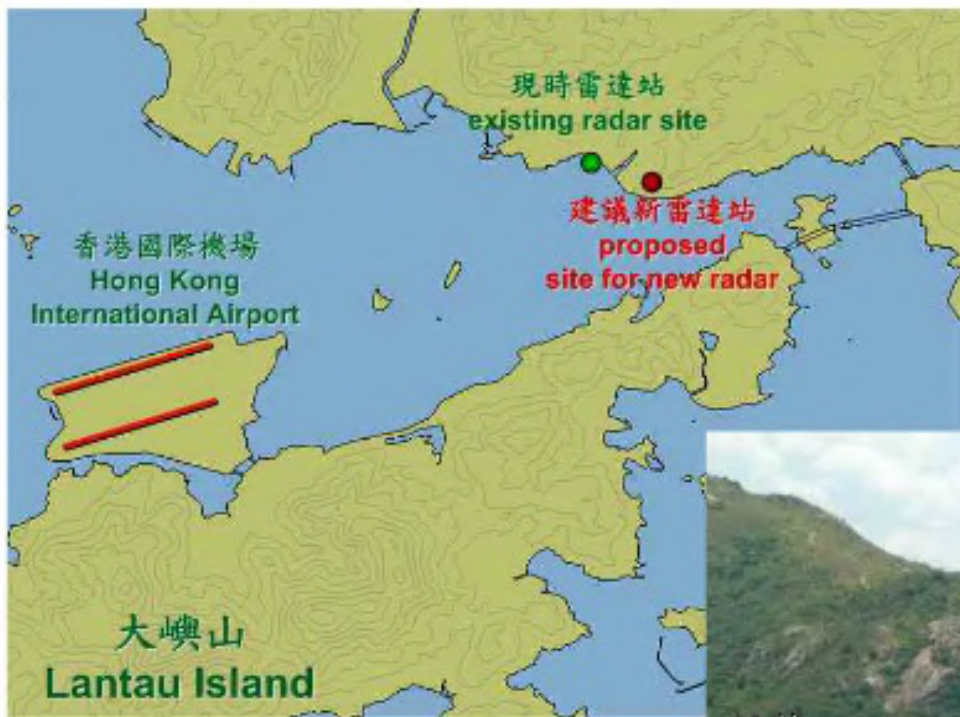 現時雷達站
existing radar site
建議新雷達站
proposed
site for new radar
香港國際機場
Hong Kong
International Airport
大嶼山
Lantau Island